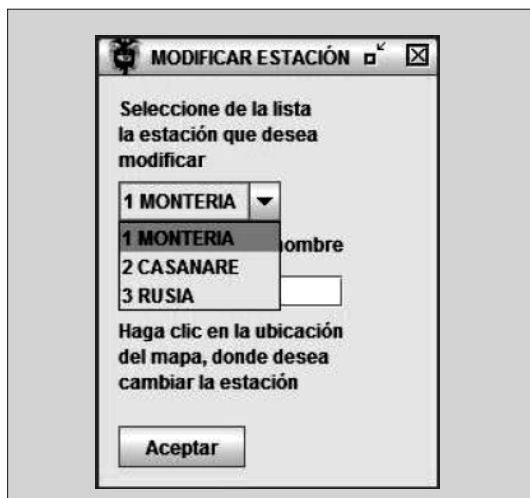 MODIFICAR ESTACIÓN
Seleccione de la lista
la estación que desea
modificar
1 MONTERIA
1 MONTERIA
ombre
2 CASANARE
3 RUSIA
Haga clic en la ubicación
del mapa, donde desea
cambiar la estación
Aceptar